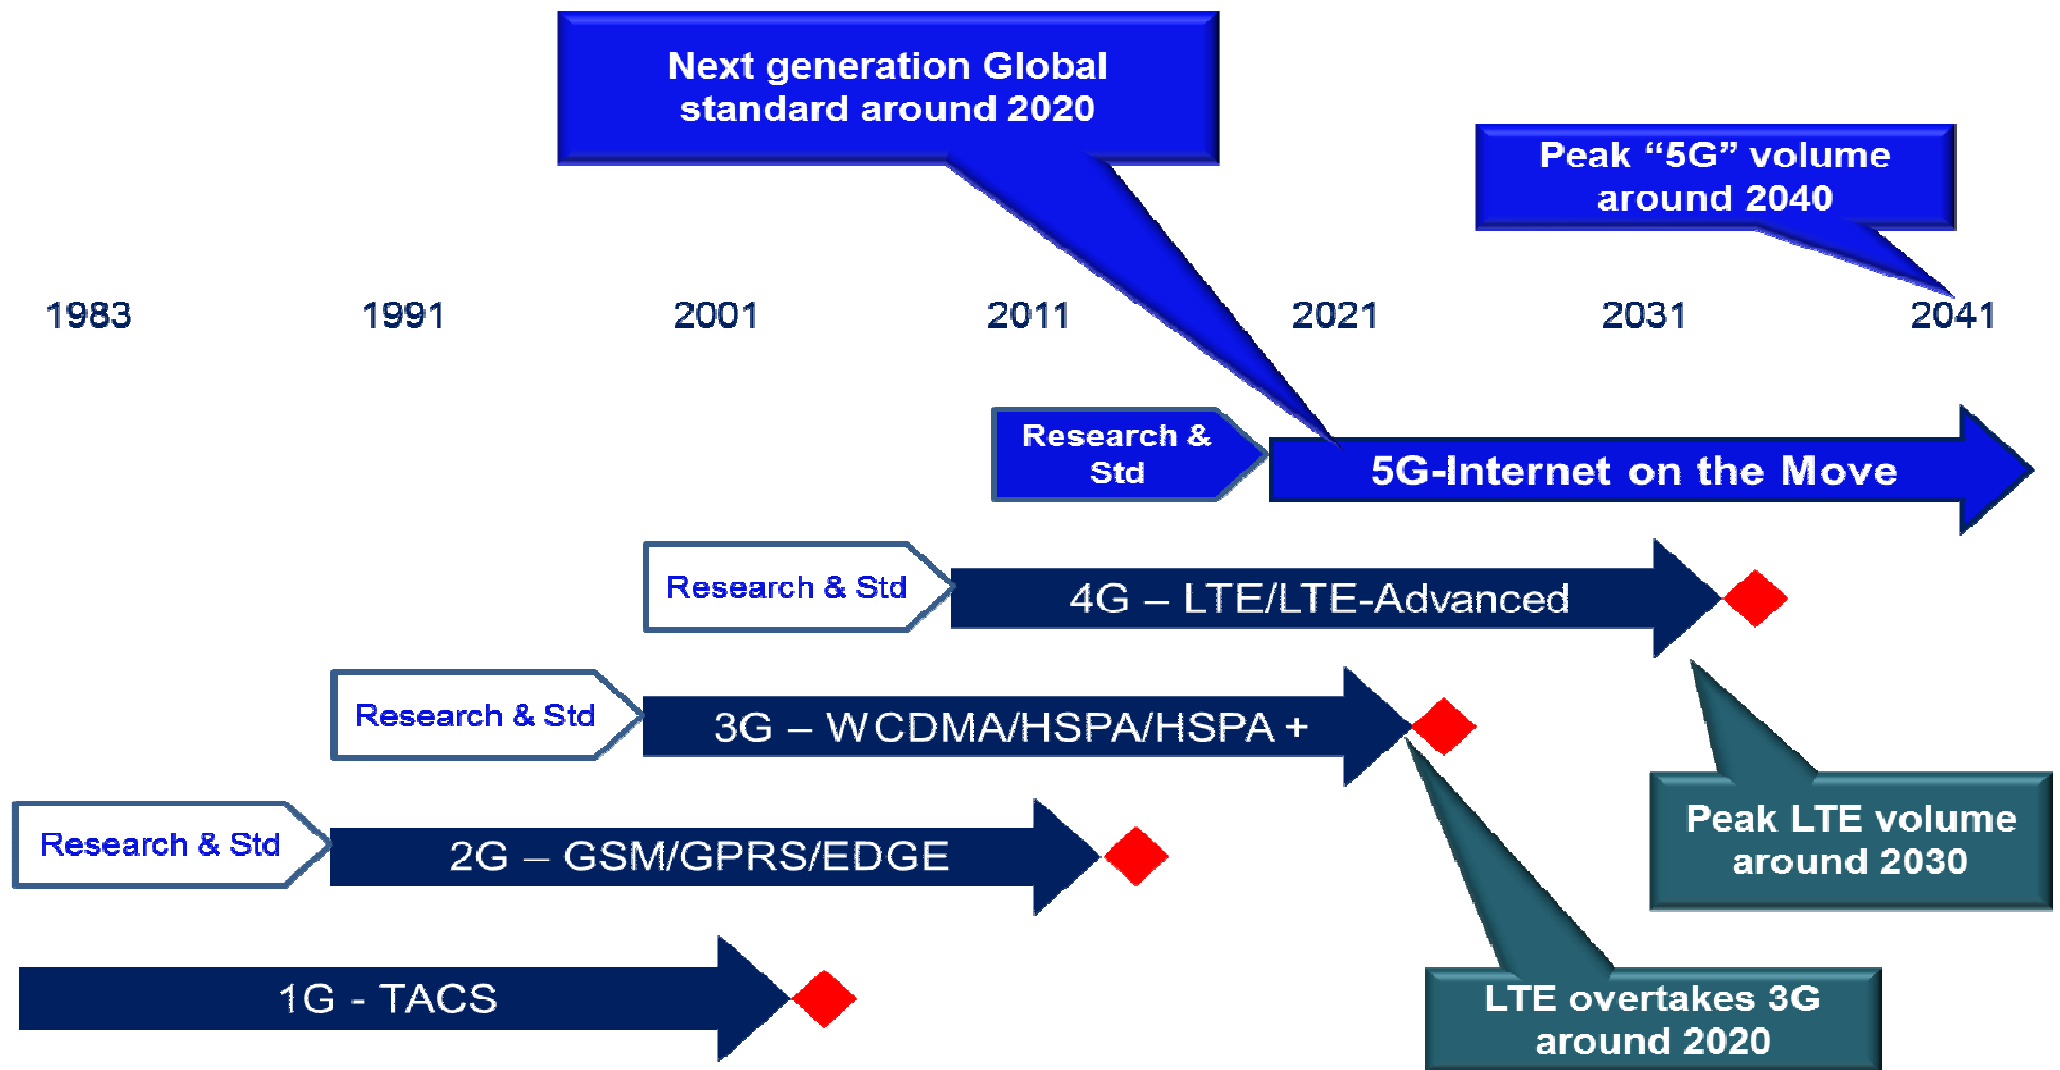 Next generation Global
standard around 2020
Peak “5G” volume
around 2040
1983 1991 2001 2011 2021 2031 2041
Research &
Std
5G-Internet on the Move
Research & Std
4G – LTE/LTE-Advanced
Research & Std
3G – WCDMA/HSPA/HSPA +
Peak LTE volume
around 2030
Research & Std
2G – GSM/GPRS/EDGE
1G - TACS
LTE overtakes 3G
around 2020